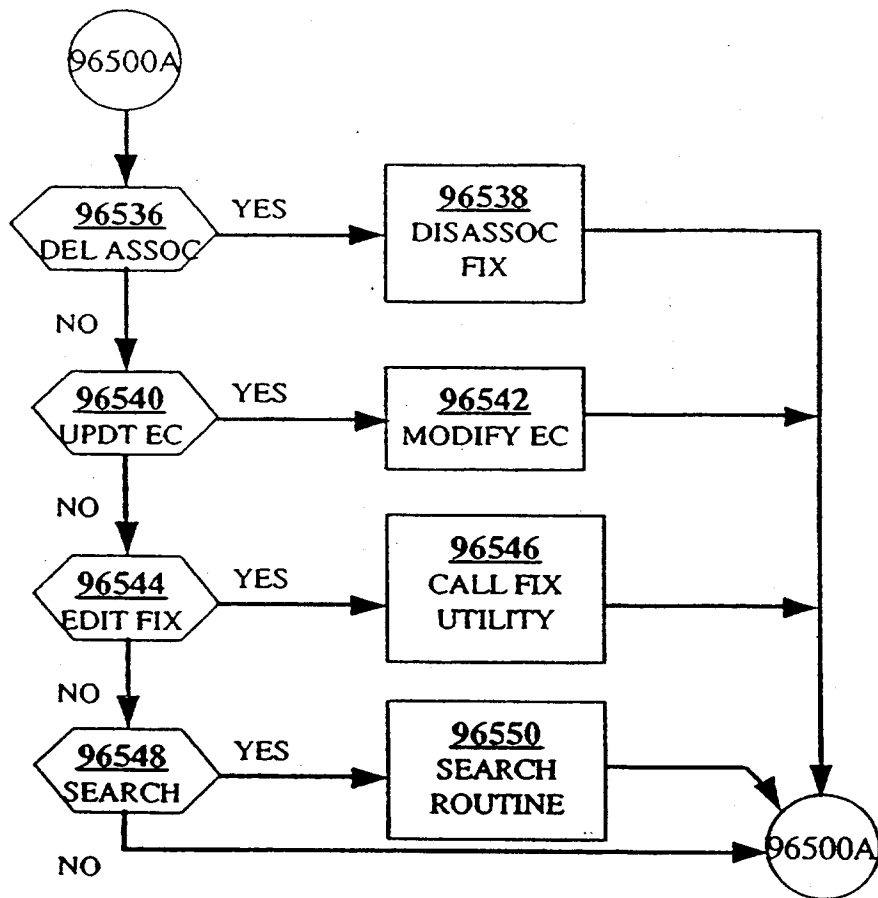 96500A
96536
DEL ASSOC
YES
96538
DISASSOC
FIX
NO
96540
UPDT EC
YES
96542
MODIFY EC
NO
96544
EDIT FIX
YES
96546
CALL FIX
UTILITY
NO
96548
SEARCH
YES
96550
SEARCH
ROUTINE
NO
96500A